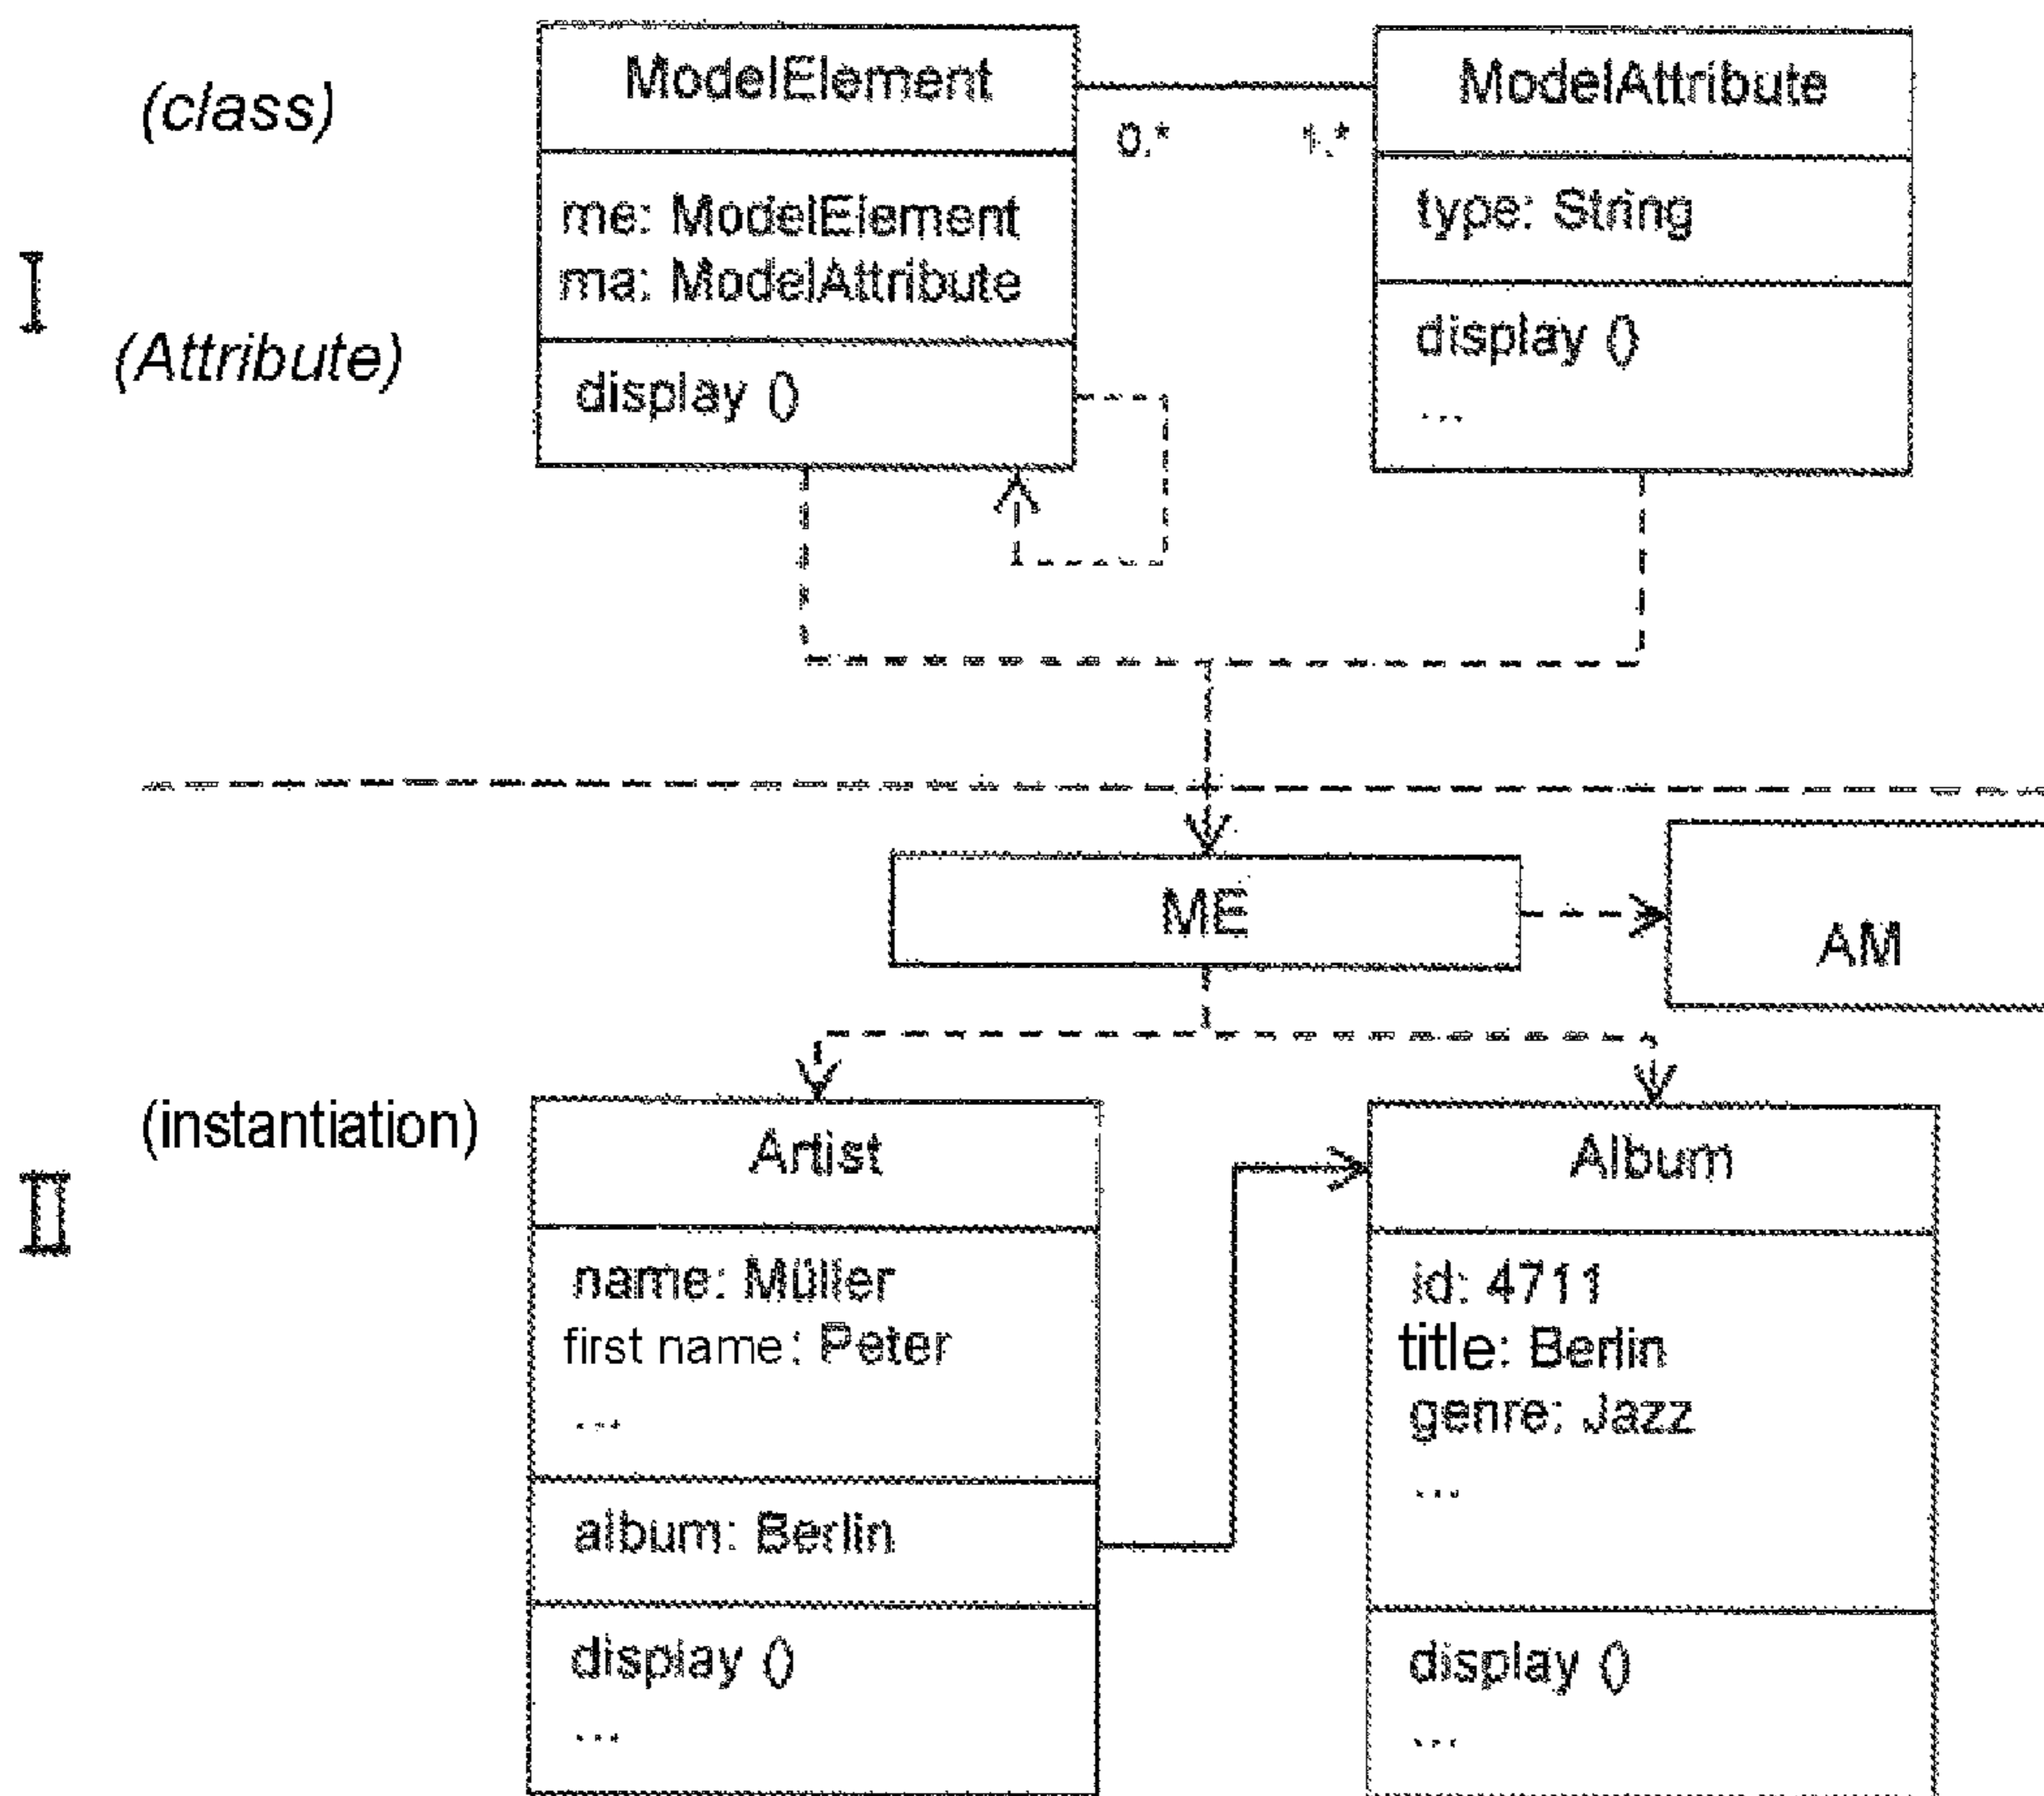 (class)
ModelElement
ModelAttribute
0.*
1.*
I
me: ModelElement
ma: ModelAttribute
type: String
(Attribute)
display ()
display ()
...
ME
AM
(instantiation)
II
Artist
Album
name: Müller
first name: Peter
...
id: 4711
title: Berlin
genre: Jazz
...
album: Berlin
display ()
...
display ()
...